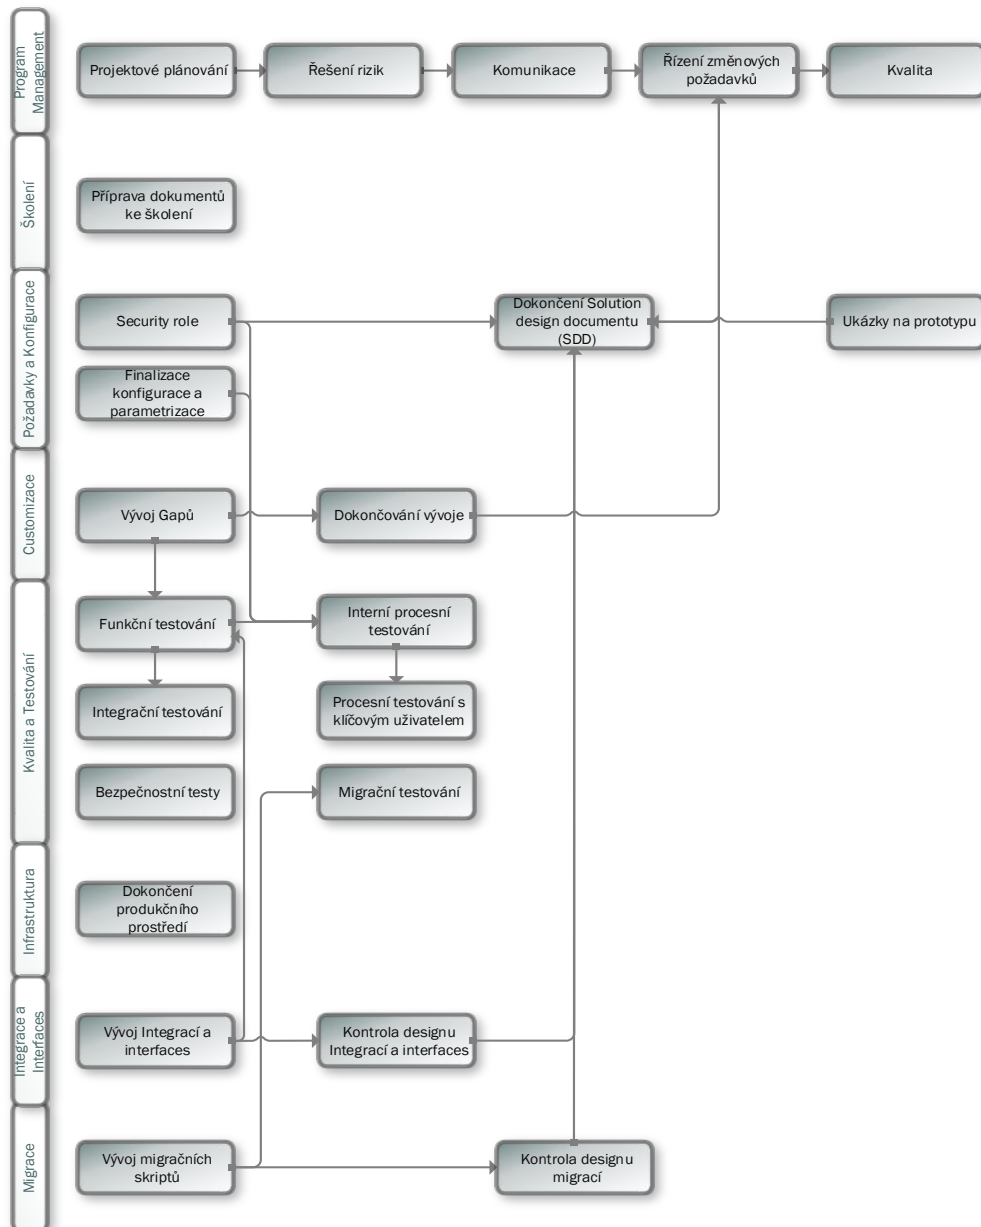 Program
Management
Projektové plánování
Řešení rizik
Komunikace
Řízení změnových
požadavků
Kvalita
Školení
Příprava dokumentů
ke školení
Požadavky a Konfigurace
Security role
Dokončení Solution
design documentu
(SDD)
Ukázky na prototypu
Finalizace
konfigurace a
parametrizace
Customizace
Vývoj Gapů
Dokončování vývoje
Kvalita a Testování
Funkční testování
Interní procesní
testování
Integrační testování
Procesní testování s
klíčovým uživatelem
Bezpečnostní testy
Migrační testování
Infrastruktura
Dokončení
produkčního
prostředí
Integrace a
Interfaces
Vývoj Integrací a
interfaces
Kontrola designu
Integrací a interfaces
Migrace
Vývoj migračních
skriptů
Kontrola designu
migrací